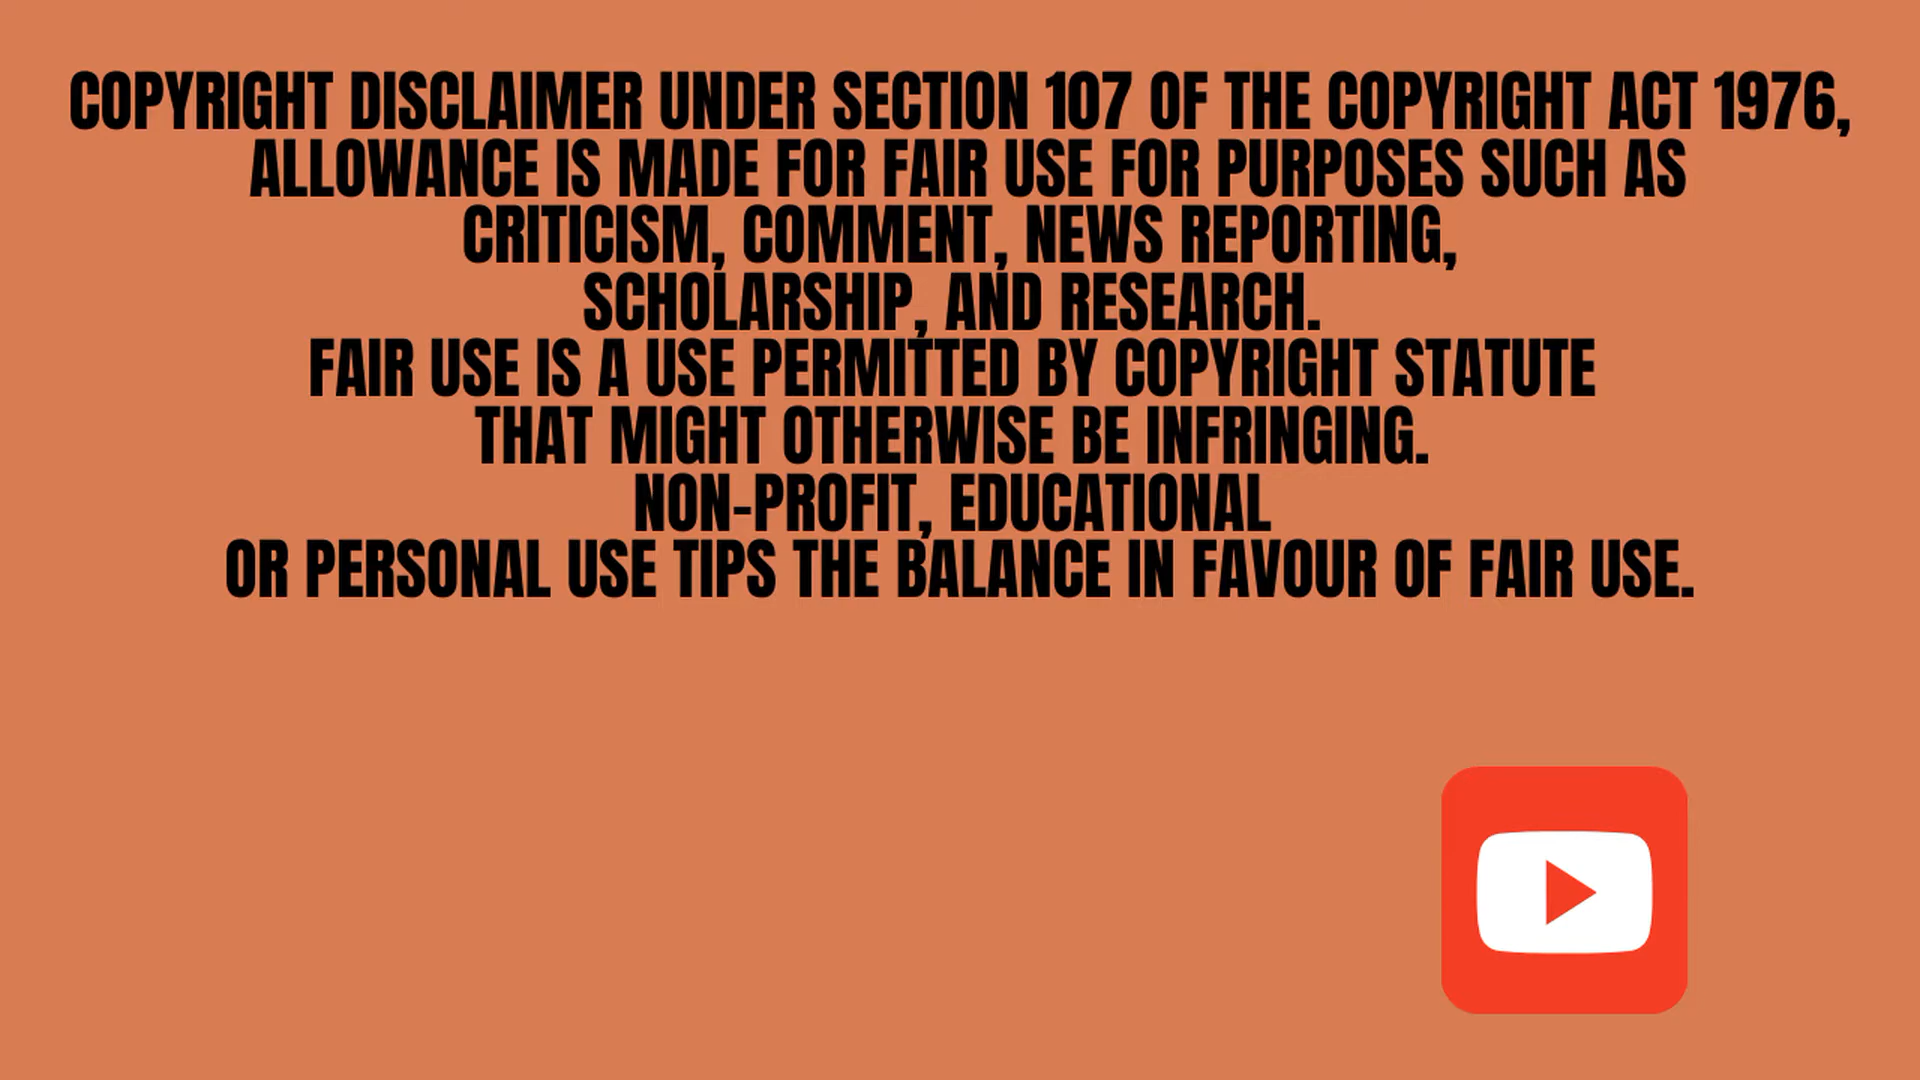 COPYRIGHT DISCLAIMER UNDER SECTION 107 OF THE COPYRIGHT ACT 1976,
ALLOWANCE IS MADE FOR FAIR USE FOR PURPOSES SUCH AS
CRITICISM, COMMENT, NEWS REPORTING,
SCHOLARSHIP, AND RESEARCH.
FAIR USE IS A USE PERMITTED BY COPYRIGHT STATUTE
THAT MIGHT OTHERWISE BE INFRINGING.
NON-PROFIT, EDUCATIONAL
OR PERSONAL USE TIPS THE BALANCE IN FAVOUR OF FAIR USE.